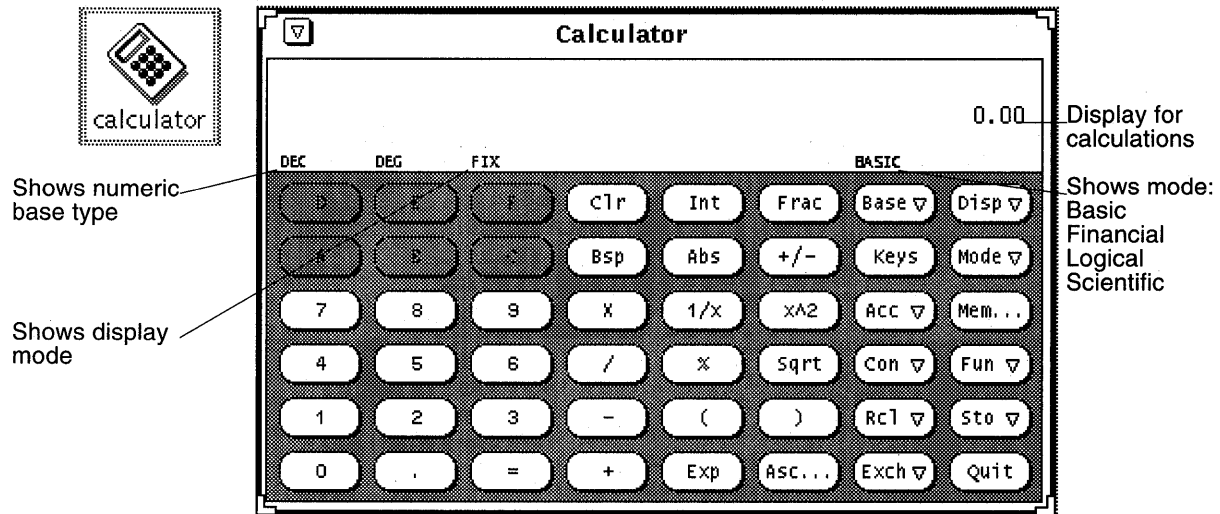 Calculator
calculator
0.00
Display for
calculations
DEC DEG FIX BASIC
Shows numeric
base type
Shows mode:
Basic
Financial
Logical
Scientific
D E F Clr Int Frac Base Disp
A B C Bsp Abs +/- Keys Mode
7 8 9 X 1/x x^2 Acc Mem...
Shows display
mode
4 5 6 / % Sqrt Con Fun
1 2 3 - ( ) Rcl Sto
0 . = + Exp Asc... Exch Quit